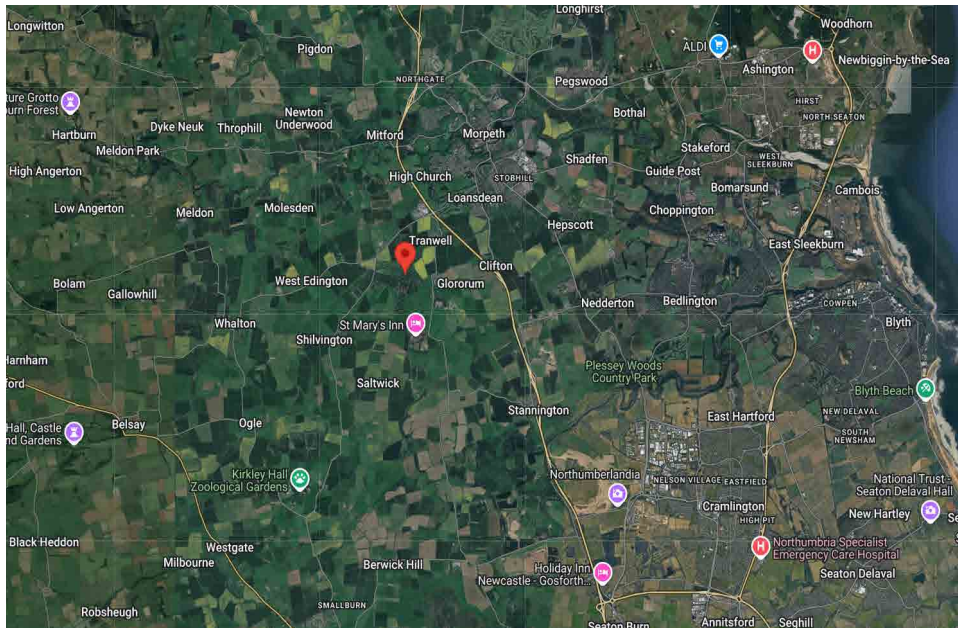 Longhirst
Longwitton
Woodhorn
Pigdon
ALDI
H
Newbiggin-by-the-Sea
Ashington
NORTHGATE
Pegswood
ture Grotto
urn Forest
HIRST
Newton
Underwood
Bothal
NORTH SEATON
Hartburn
Dyke Neuk
Throphill
Mitford
Morpeth
Meldon Park
Stakeford
Shadfen
WEST
SLEEKBURN
High Angerton
High Church
STOBHILL
Guide Post
Bomarsund
Cambois
Loansdean
Low Angerton
Meldon
Molesden
Choppington
Hepscott
Tranwell
East Sleekburn
Clifton
Bolam
Gallowhill
West Edington
Glororum
Nedderton
Bedlington
COWPEN
Whalton
St Mary's Inn
Blyth
Shilvington
Harnham
Plessey Woods
Country Park
ford
Saltwick
Blyth Beach
Stannington
East Hartford
NEW DELAVAL
Hall, Castle
nd Gardens
Belsay
Ogle
SOUTH
NEWSHAM
Kirkley Hall
Zoological Gardens
Northumberlandia
NELSON VILLAGE
EASTFIELD
National Trust -
Seaton Delaval Hall
Cramlington
New Hartley
Se
HIGH PIT
Black Heddon
Westgate
H
Northumbria Specialist
Emergency Care Hospital
Milbourne
Berwick Hill
Holiday Inn
Newcastle - Gosforth...
Seaton Delaval
SMALLBURN
Robsheugh
Seaton Burn
Annitsford
Seghill